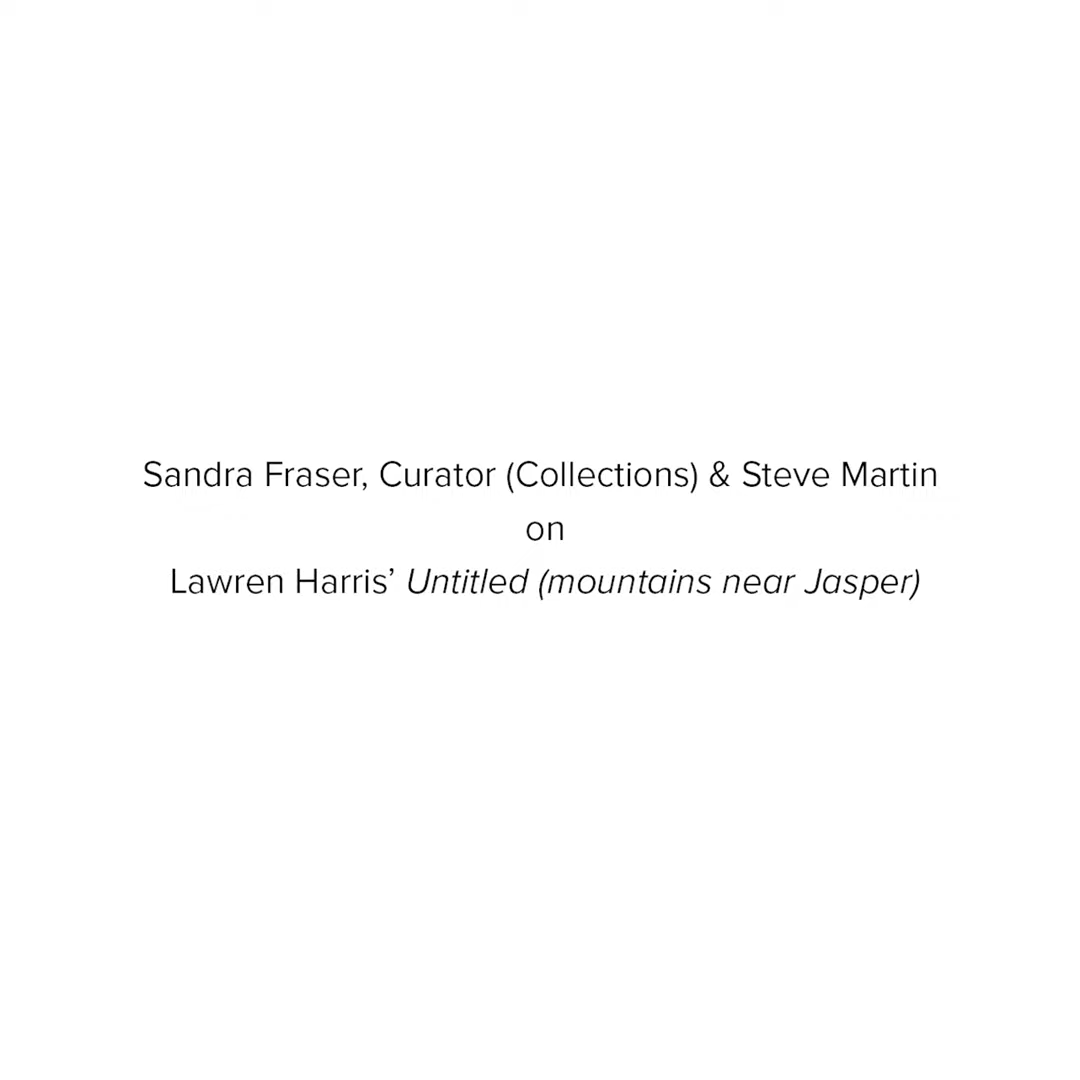 Sandra Fraser, Curator (Collections) & Steve Martin
on
Lawren Harris’ Untitled (mountains near Jasper)